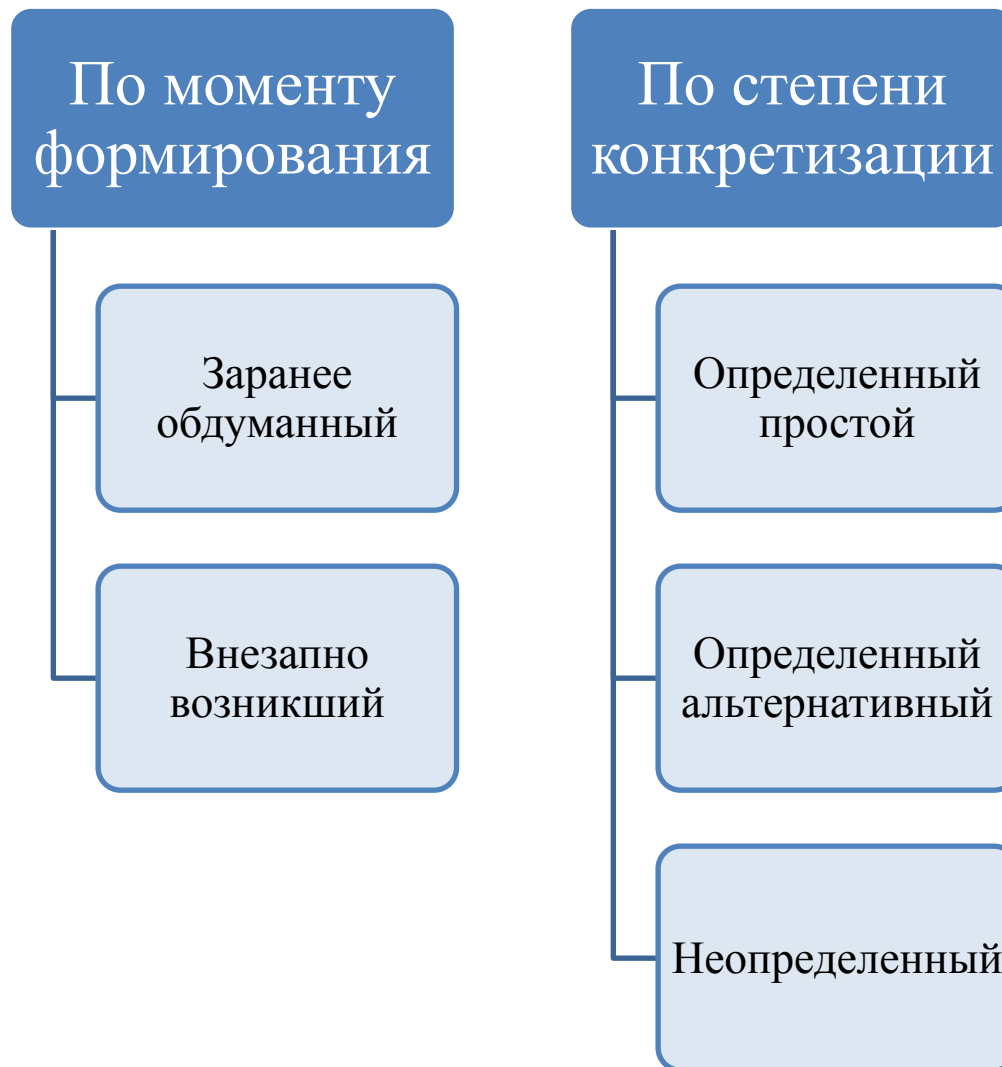 По моменту
формирования
Заранее
обдуманный
Внезапно
возникший
По степени
конкретизации
Определенный
простой
Определенный
альтернативный
Неопределенный